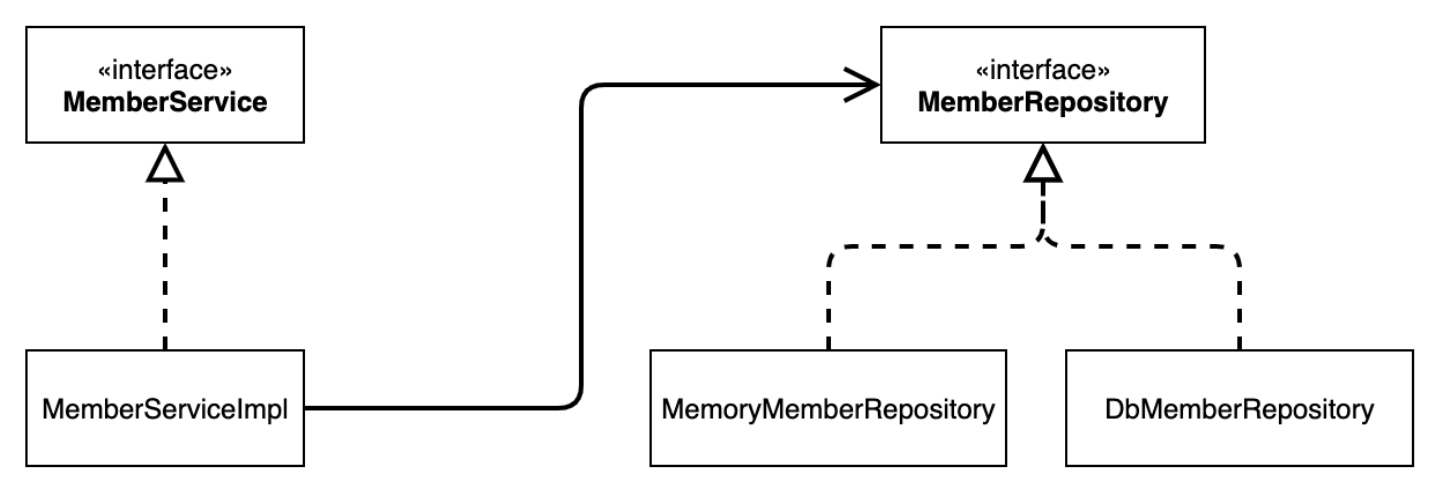 «interface»
MemberService
«interface»
MemberRepository
MemberServiceImpl
MemoryMemberRepository
DbMemberRepository